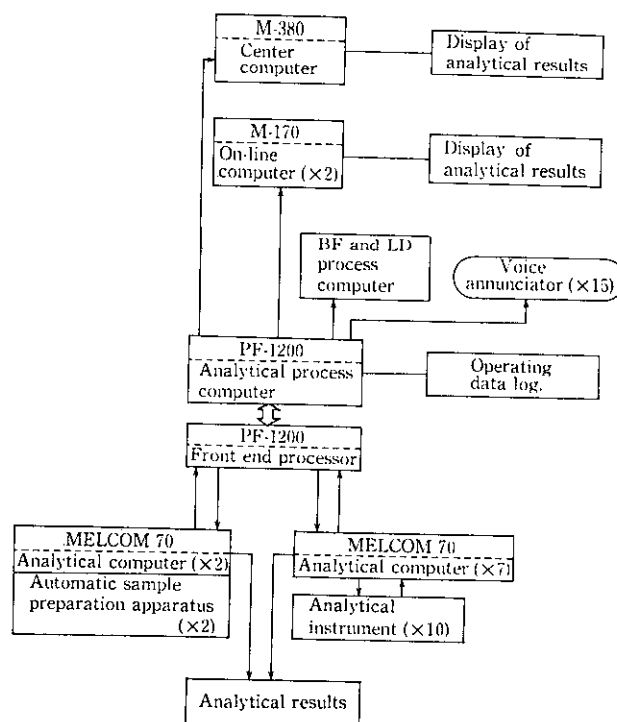 M-380
Center
computer
Display of
analytical results
M-170
On-line
computer (×2)
Display of
analytical results
BF and LD
process
computer
Voice
annunciator (×15)
PF-1200
Analytical process
computer
Operating
data log.
PF-1200
Front end processor
MELCOM 70
Analytical computer (×2)
Automatic sample
preparation apparatus
(×2)
MELCOM 70
Analytical computer (×7)
Analytical
instrument (×10)
Analytical results